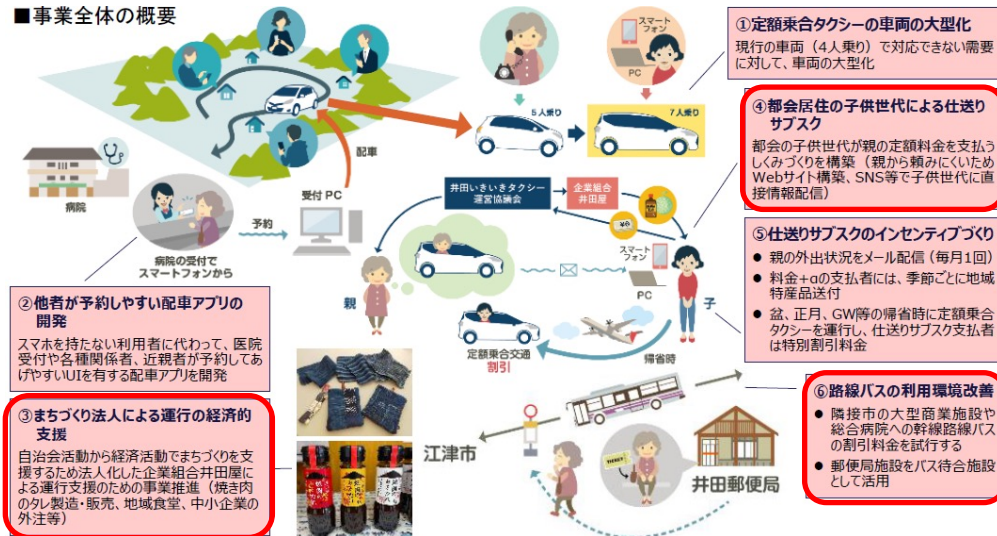 ■事業全体の概要
病院
病院の受付で
スマートフォンから
予約
受付 PC
配車
スマート
フォン
PC
5人乗り
7人乗り
①定額乗合タクシーの車両の大型化
現行の車両（4人乗り）で対応できない需要
に対して、車両の大型化
④都会居住の子供世代による仕送り
サブスク
都会の子供世代が親の定額料金を支払う
しくみづくりを構築（親から頼みにくいため
Webサイト構築、SNS等で子供世代に直
接情報配信）
井田いきいきタクシー
運営協議会
企業組合
井田屋
¥
スマート
フォン
PC
親
子
定額乗合交通
割引
帰省時
⑤仕送りサブスクのインセンティブづくり
● 親の外出状況をメール配信（毎月1回）
● 料金+αの支払者には、季節ごとに地域
特産品送付
● 盆、正月、GW等の帰省時に定額乗合
タクシーを運行し、仕送りサブスク支払者
は特別割引料金
②他者が予約しやすい配車アプリの
開発
スマホを持たない利用者に代わって、医院
受付や各種関係者、近親者が予約してあ
げやすいUIを有する配車アプリを開発
③まちづくり法人による運行の経済的
支援
自治会活動から経済活動でまちづくりを支
援するため法人化した企業組合井田屋に
よる運行支援のための事業推進（焼き肉
のタレ製造・販売、地域食堂、中小企業の
外注等）
江津市
TICKET
井田郵便局
⑥路線バスの利用環境改善
● 隣接市の大型商業施設や
総合病院への幹線路線バス
の割引料金を試行する
● 郵便局施設をバス待合施設
として活用